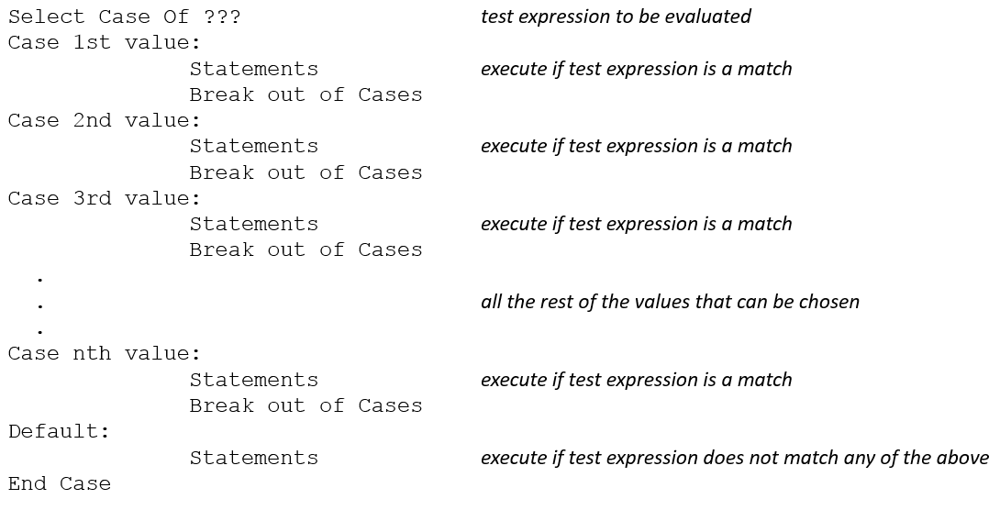 Select Case Of ??? test expression to be evaluated
Case 1st value:
Statements execute if test expression is a match
Break out of Cases
Case 2nd value:
Statements execute if test expression is a match
Break out of Cases
Case 3rd value:
Statements execute if test expression is a match
Break out of Cases
.
. all the rest of the values that can be chosen
.
Case nth value:
Statements execute if test expression is a match
Break out of Cases
Default:
Statements execute if test expression does not match any of the above
End Case